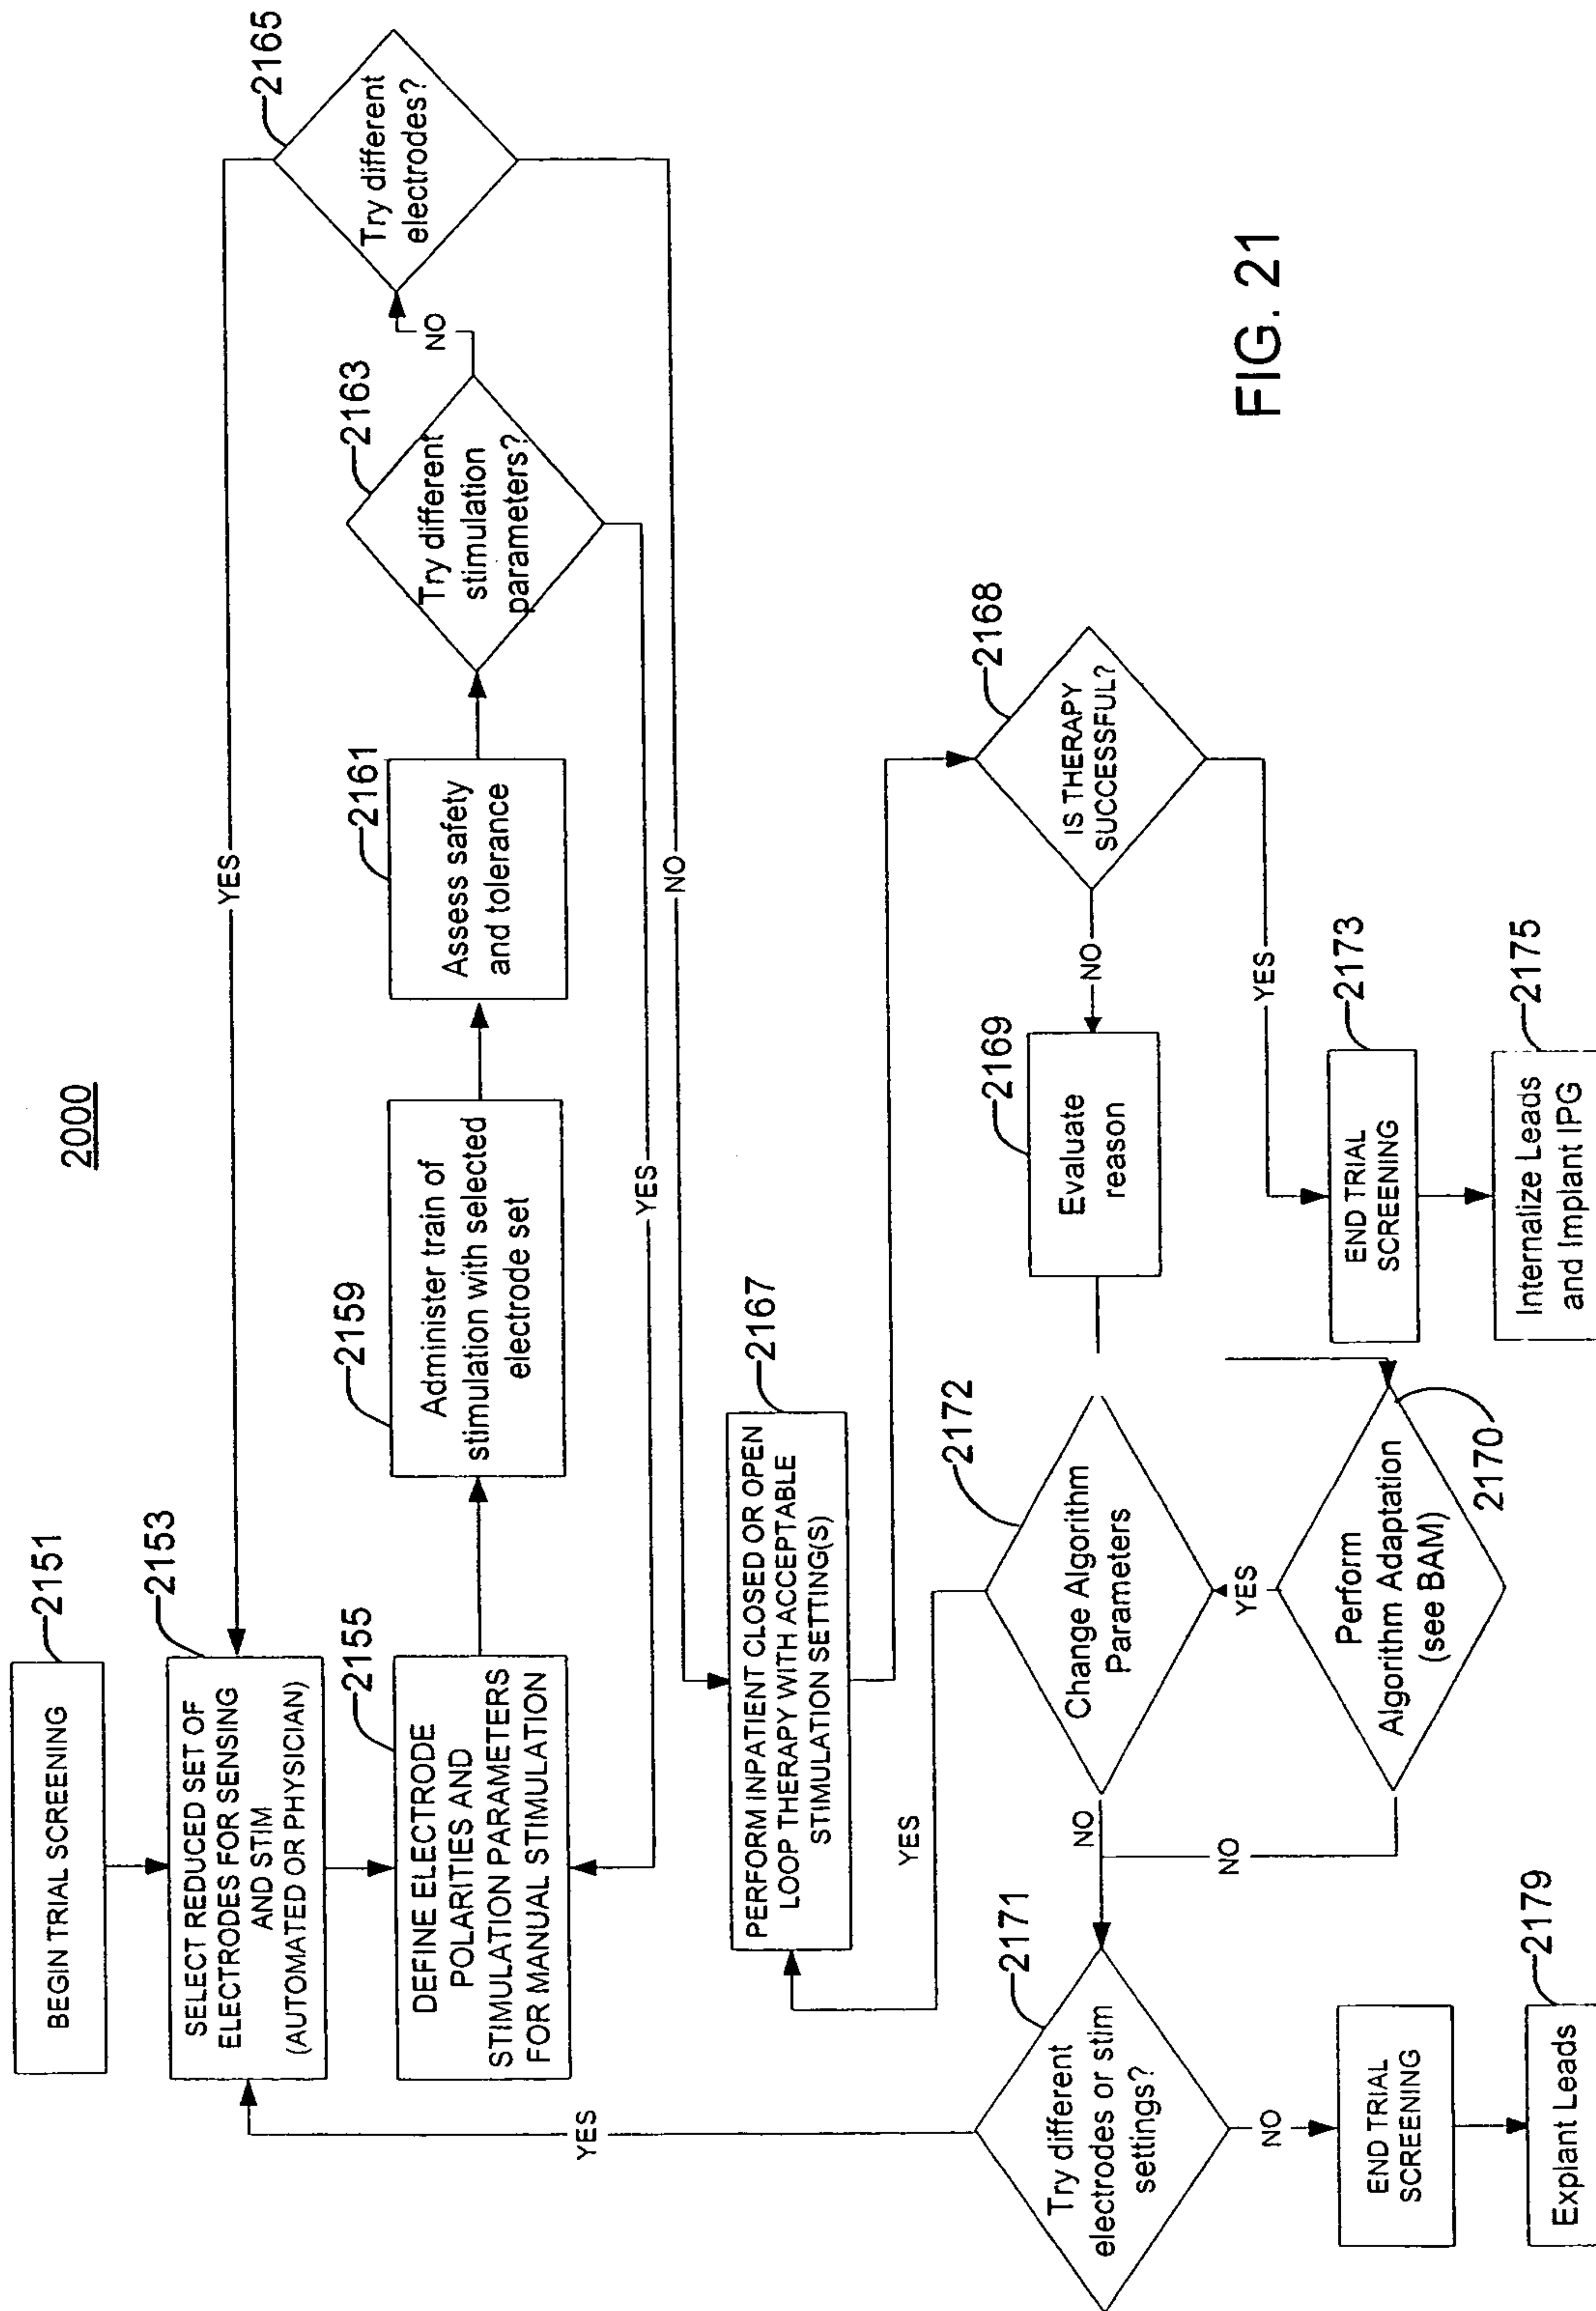 2000
BEGIN TRIAL SCREENING
2151
SELECT REDUCED SET OF
ELECTRODES FOR SENSING
AND STIM
(AUTOMATED OR PHYSICIAN)
2153
DEFINE ELECTRODE
POLARITIES AND
STIMULATION PARAMETERS
FOR MANUAL STIMULATION
2155
Administer train of
stimulation with selected
electrode set
2159
Assess safety
and tolerance
2161
Try different
stimulation
parameters?
2163
NO
YES
Try different
electrodes?
2165
YES
NO
PERFORM INPATIENT CLOSED OR OPEN
LOOP THERAPY WITH ACCEPTABLE
STIMULATION SETTING(S)
2167
IS THERAPY
SUCCESSFUL?
2168
NO
YES
Evaluate
reason
2169
Change Algorithm
Parameters
2172
YES
NO
Perform
Algorithm Adaptation
(see BAM)
2170
YES
NO
Try different
electrodes or stim
settings?
2171
YES
NO
END TRIAL
SCREENING
Explant Leads
2179
END TRIAL
SCREENING
2173
Internalize Leads
and Implant IPG
2175
FIG. 21